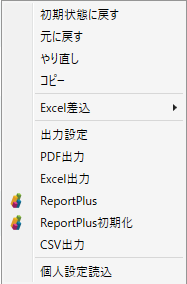 初期状態に戻す
元に戻す
やり直し
コピー
Excel差込
出力設定
PDF出力
Excel出力
ReportPlus
ReportPlus初期化
CSV出力
個人設定読込